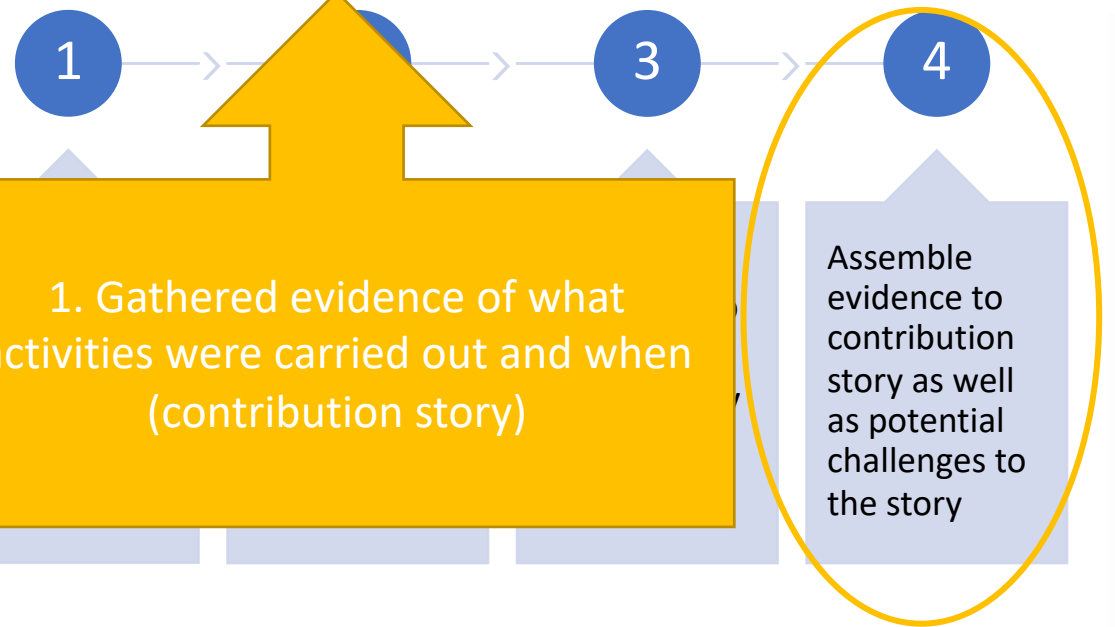 1
3
4
1. Gathered evidence of what
activities were carried out and when
(contribution story)
Assemble
evidence to
contribution
story as well
as potential
challenges to
the story